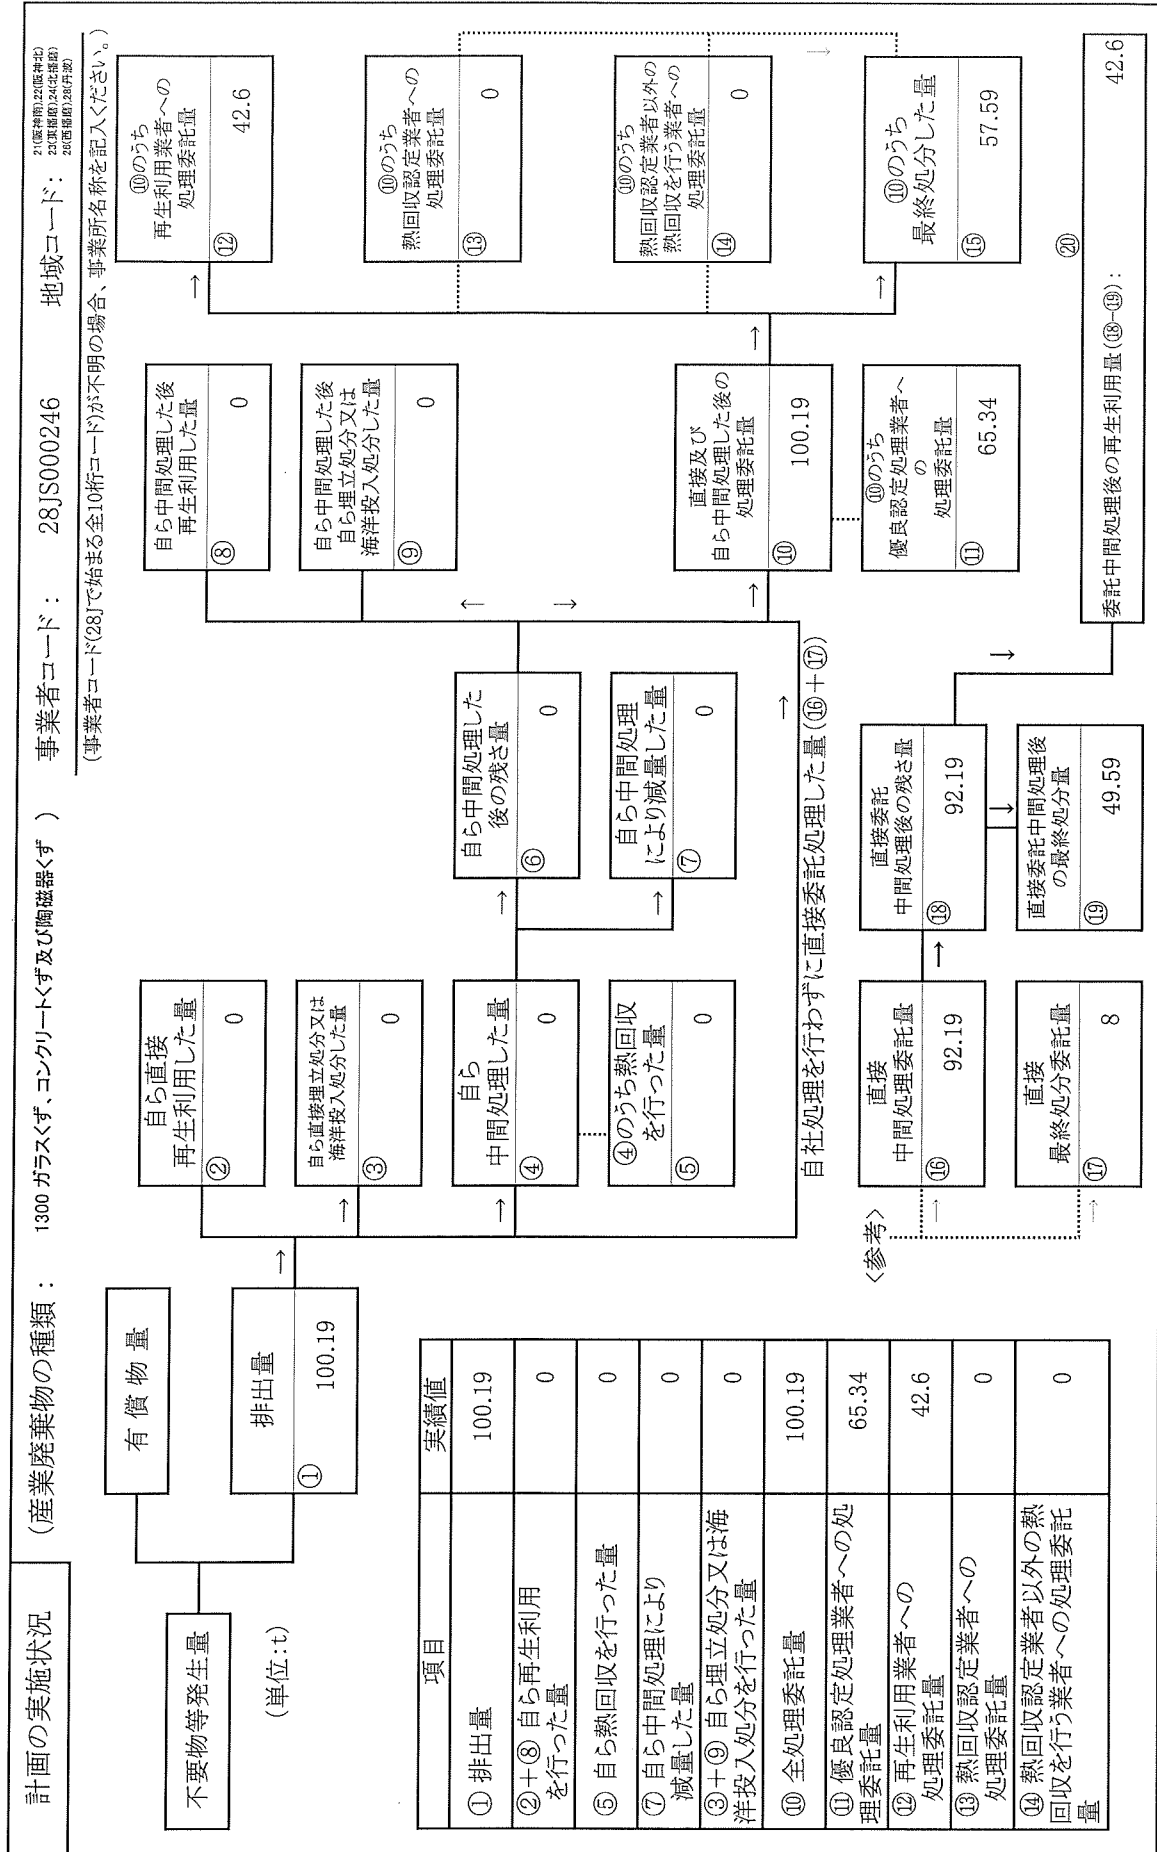 計画の実施状況
(産業廃棄物の種類: 1300 ガラスくず、コンクリートくず及び陶磁器くず )
事業者コード: 28JS000246
地域コード:
21(阪神南),22(阪神北)
23(東播磨),24(北播磨)
26(西播磨),28(丹波)
(事業者コード(28Jで始まる全10桁コード)が不明の場合、事業所名称を記入ください。)
不要物等発生量
(単位:t)
有 償 物 量
排出量
① 100.19
自ら直接
再生利用した量
② 0
自ら直接埋立処分又は
海洋投入処分した量
③ 0
自ら
中間処理した量
④ 0
④のうち熱回収
を行った量
⑤ 0
自ら中間処理した
後の残さ量
⑥ 0
自ら中間処理
により減量した量
⑦ 0
自ら中間処理した後
再生利用した量
⑧ 0
自ら中間処理した後
自ら埋立処分又は
海洋投入処分した量
⑨ 0
直接及び
自ら中間処理した後の
処理委託量
⑩ 100.19
⑩のうち
優良認定処理業者へ
の
処理委託量
⑪ 65.34
⑩のうち
再生利用業者への
処理委託量
⑫ 42.6
⑩のうち
熱回収認定業者への
処理委託量
⑬ 0
⑩のうち
熱回収認定業者以外の
熱回収を行う業者への
処理委託量
⑭ 0
⑩のうち
最終処分した量
⑮ 57.59
自社処理を行わずに直接委託処理した量(⑯+⑰)
<参考>
直接
中間処理委託量
⑯ 92.19
直接
最終処分委託量
⑰ 8
直接委託
中間処理後の残さ量
⑱ 92.19
直接委託中間処理後
の最終処分量
⑲ 49.59
⑳
委託中間処理後の再生利用量(⑱-⑲): 42.6
項目 実績値
① 排出量 100.19
②+⑧ 自ら再生利用
を行った量 0
⑤ 自ら熱回収を行った量 0
⑦ 自ら中間処理により
減量した量 0
③+⑨ 自ら埋立処分又は海
洋投入処分を行った量 0
⑩ 全処理委託量 100.19
⑪ 優良認定処理業者への処
理委託量 65.34
⑫ 再生利用業者への
処理委託量 42.6
⑬ 熱回収認定業者への
処理委託量 0
⑭ 熱回収認定業者以外の熱
回収を行う業者への処理委託
量 0